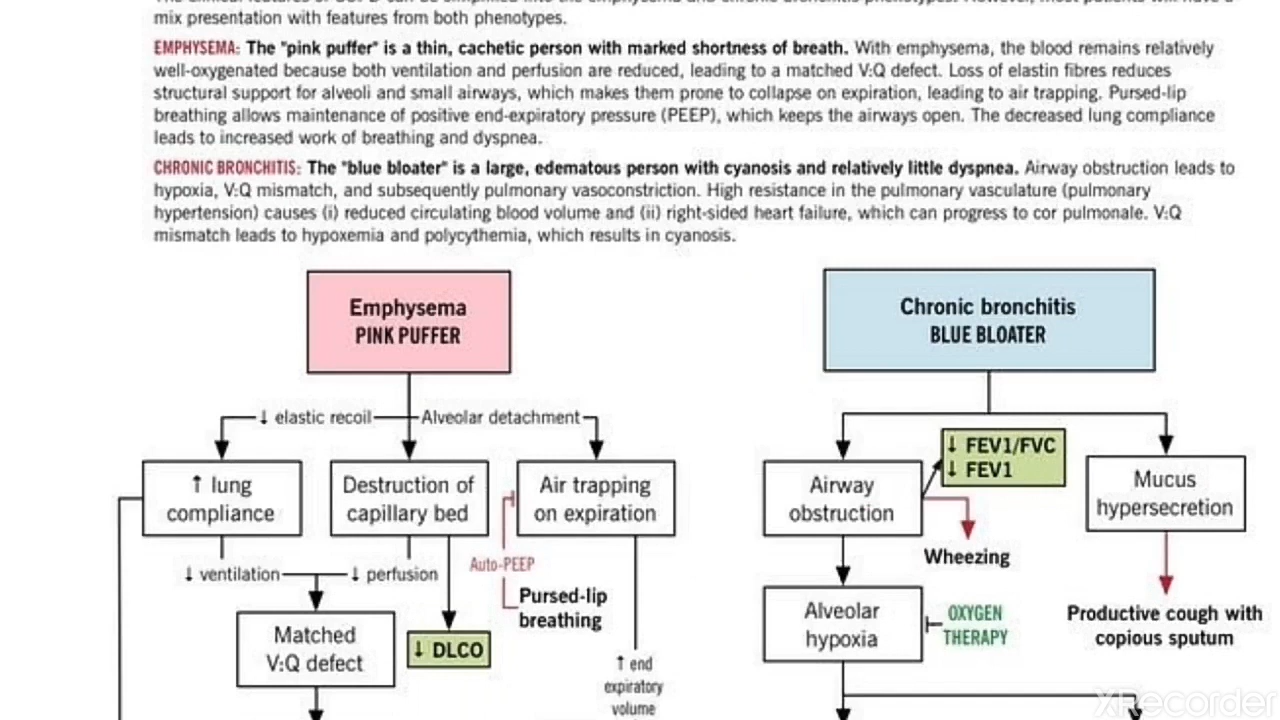 mix presentation with features from both phenotypes.
EMPHYSEMA: The "pink puffer" is a thin, cachetic person with marked shortness of breath. With emphysema, the blood remains relatively
well-oxygenated because both ventilation and perfusion are reduced, leading to a matched V:Q defect. Loss of elastin fibres reduces
structural support for alveoli and small airways, which makes them prone to collapse on expiration, leading to air trapping. Pursed-lip
breathing allows maintenance of positive end-expiratory pressure (PEEP), which keeps the airways open. The decreased lung compliance
leads to increased work of breathing and dyspnea.
CHRONIC BRONCHITIS: The "blue bloater" is a large, edematous person with cyanosis and relatively little dyspnea. Airway obstruction leads to
hypoxia, V:Q mismatch, and subsequently pulmonary vasoconstriction. High resistance in the pulmonary vasculature (pulmonary
hypertension) causes (i) reduced circulating blood volume and (ii) right-sided heart failure, which can progress to cor pulmonale. V:Q
mismatch leads to hypoxemia and polycythemia, which results in cyanosis.
Emphysema
PINK PUFFER
Chronic bronchitis
BLUE BLOATER
↓ elastic recoil
Alveolar detachment
↑ lung
compliance
Destruction of
capillary bed
Air trapping
on expiration
Airway
obstruction
↓ FEV1/FVC
↓ FEV1
Mucus
hypersecretion
Wheezing
↓ ventilation
↓ perfusion
Auto-PEEP
Pursed-lip
breathing
Matched
V:Q defect
↓ DLCO
↑ end
expiratory
volume
Alveolar
hypoxia
OXYGEN
THERAPY
Productive cough with
copious sputum
XRecorder